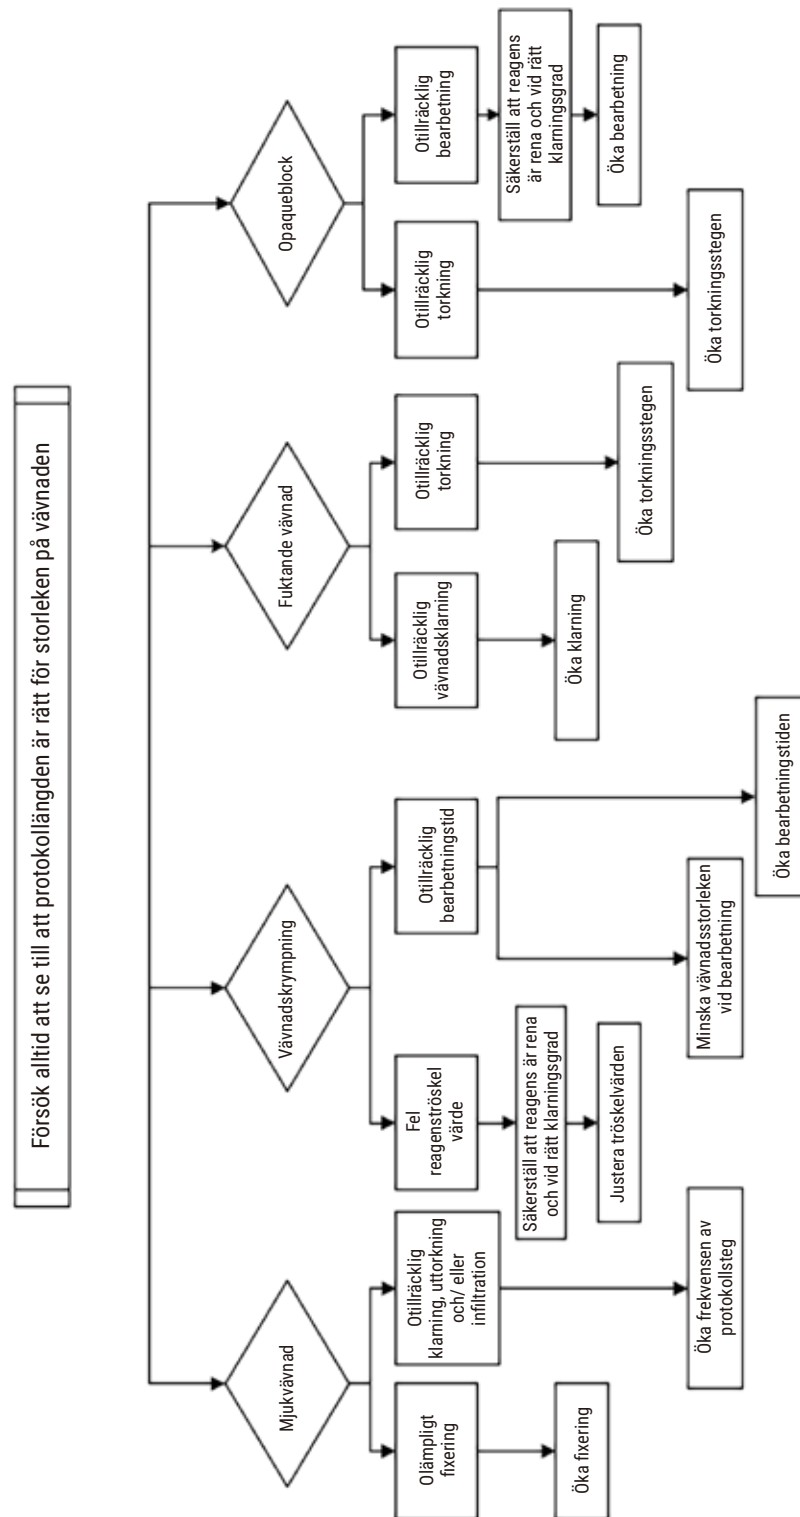 Försök alltid att se till att protokollängden är rätt för storleken på vävnaden
Mjukvävnad
Vävnadskrympning
Fuktande vävnad
Opaqueblock
Olämpligt
fixering
Otillräcklig
klarning, uttorkning
och/ eller
infiltration
Fel
reagenströskel
värde
Otillräcklig
bearbetningstid
Otillräcklig
vävnadsklarning
Otillräcklig
torkning
Otillräcklig
torkning
Otillräcklig
bearbetning
Säkerställ att reagens är rena
och vid rätt klarningsgrad
Säkerställ att reagens
är rena och vid rätt
klarningsgrad
Öka fixering
Justera tröskelvärden
Öka klarning
Öka torkningsstegen
Öka bearbetning
Öka frekvensen av
protokollsteg
Minska vävnadsstorleken
vid bearbetning
Öka torkningsstegen
Öka bearbetningstiden